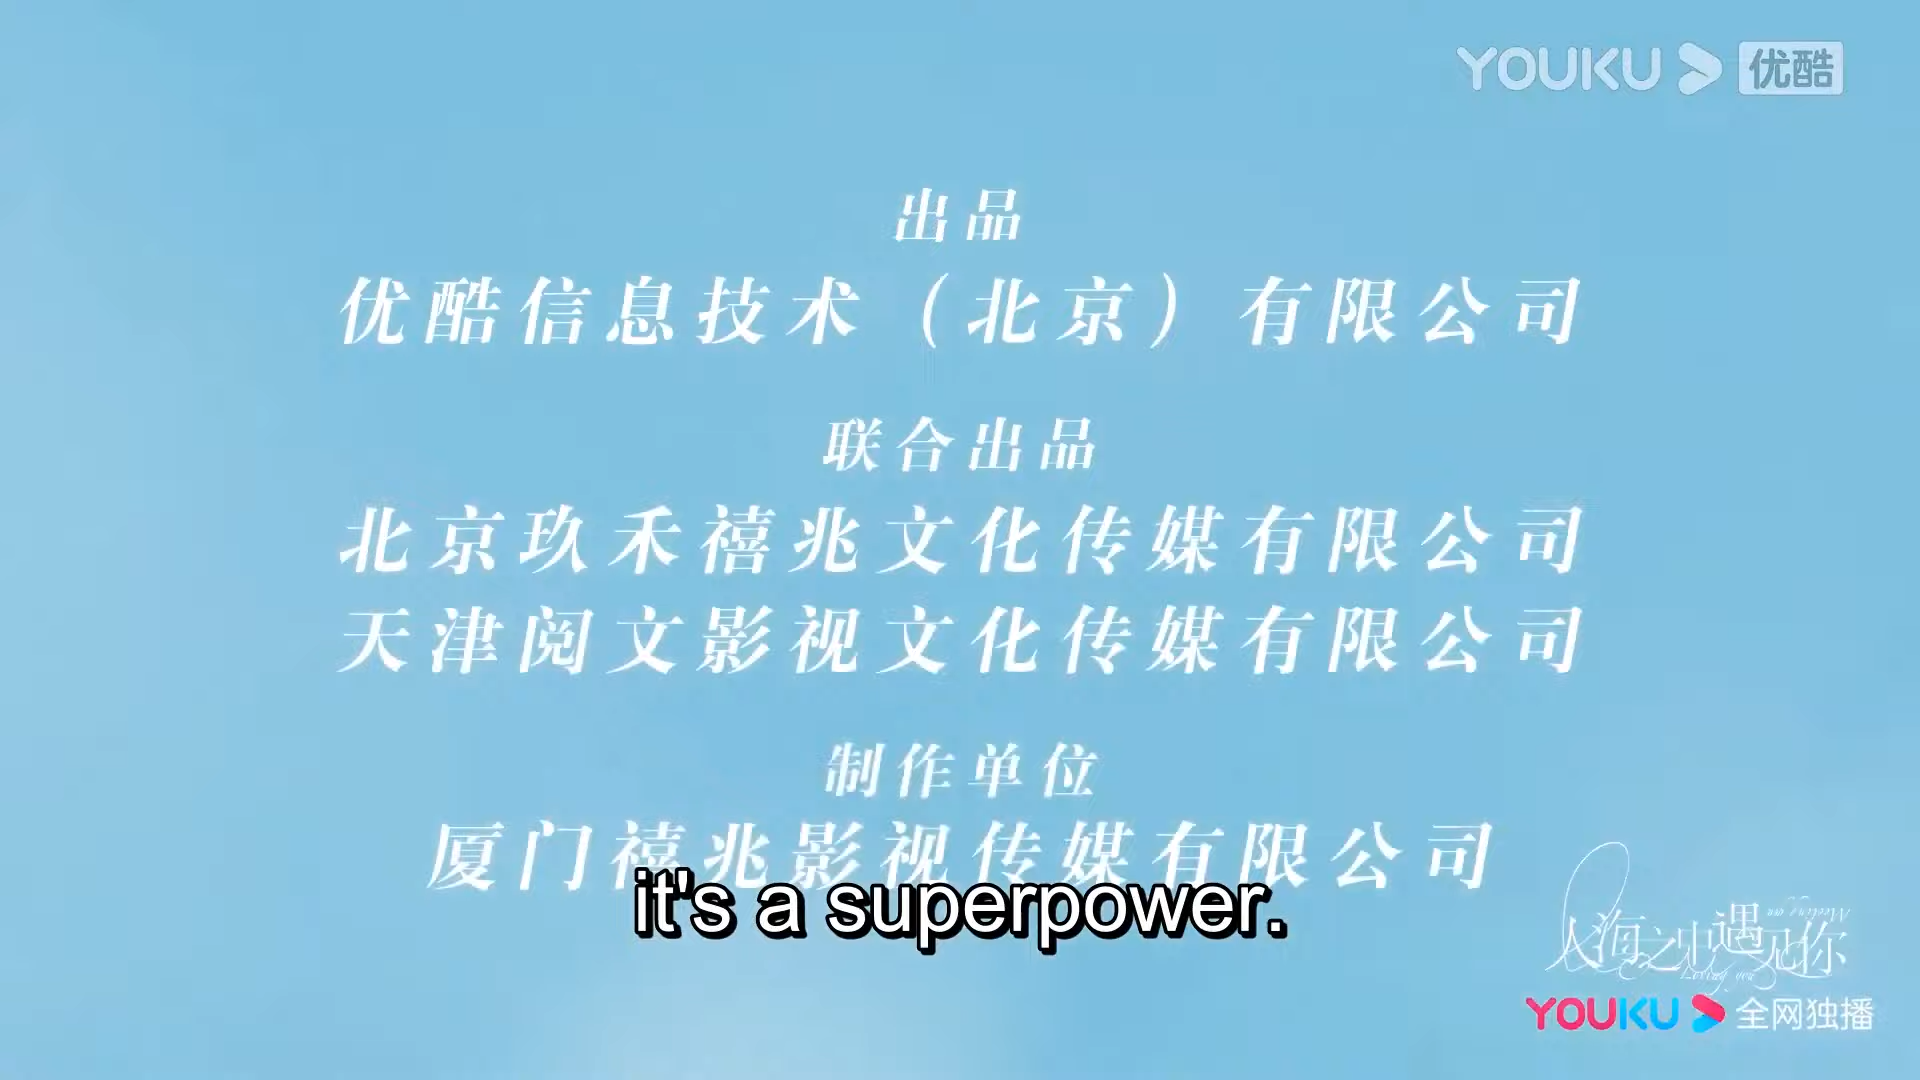 YOUKU 优酷
出品
优酷信息技术（北京）有限公司
联合出品
北京玖禾禧兆文化传媒有限公司
天津阅文影视文化传媒有限公司
制作单位
厦门禧兆影视传媒有限公司
it's a superpower.
人海之中遇见你
Loving you
YOUKU 全网独播